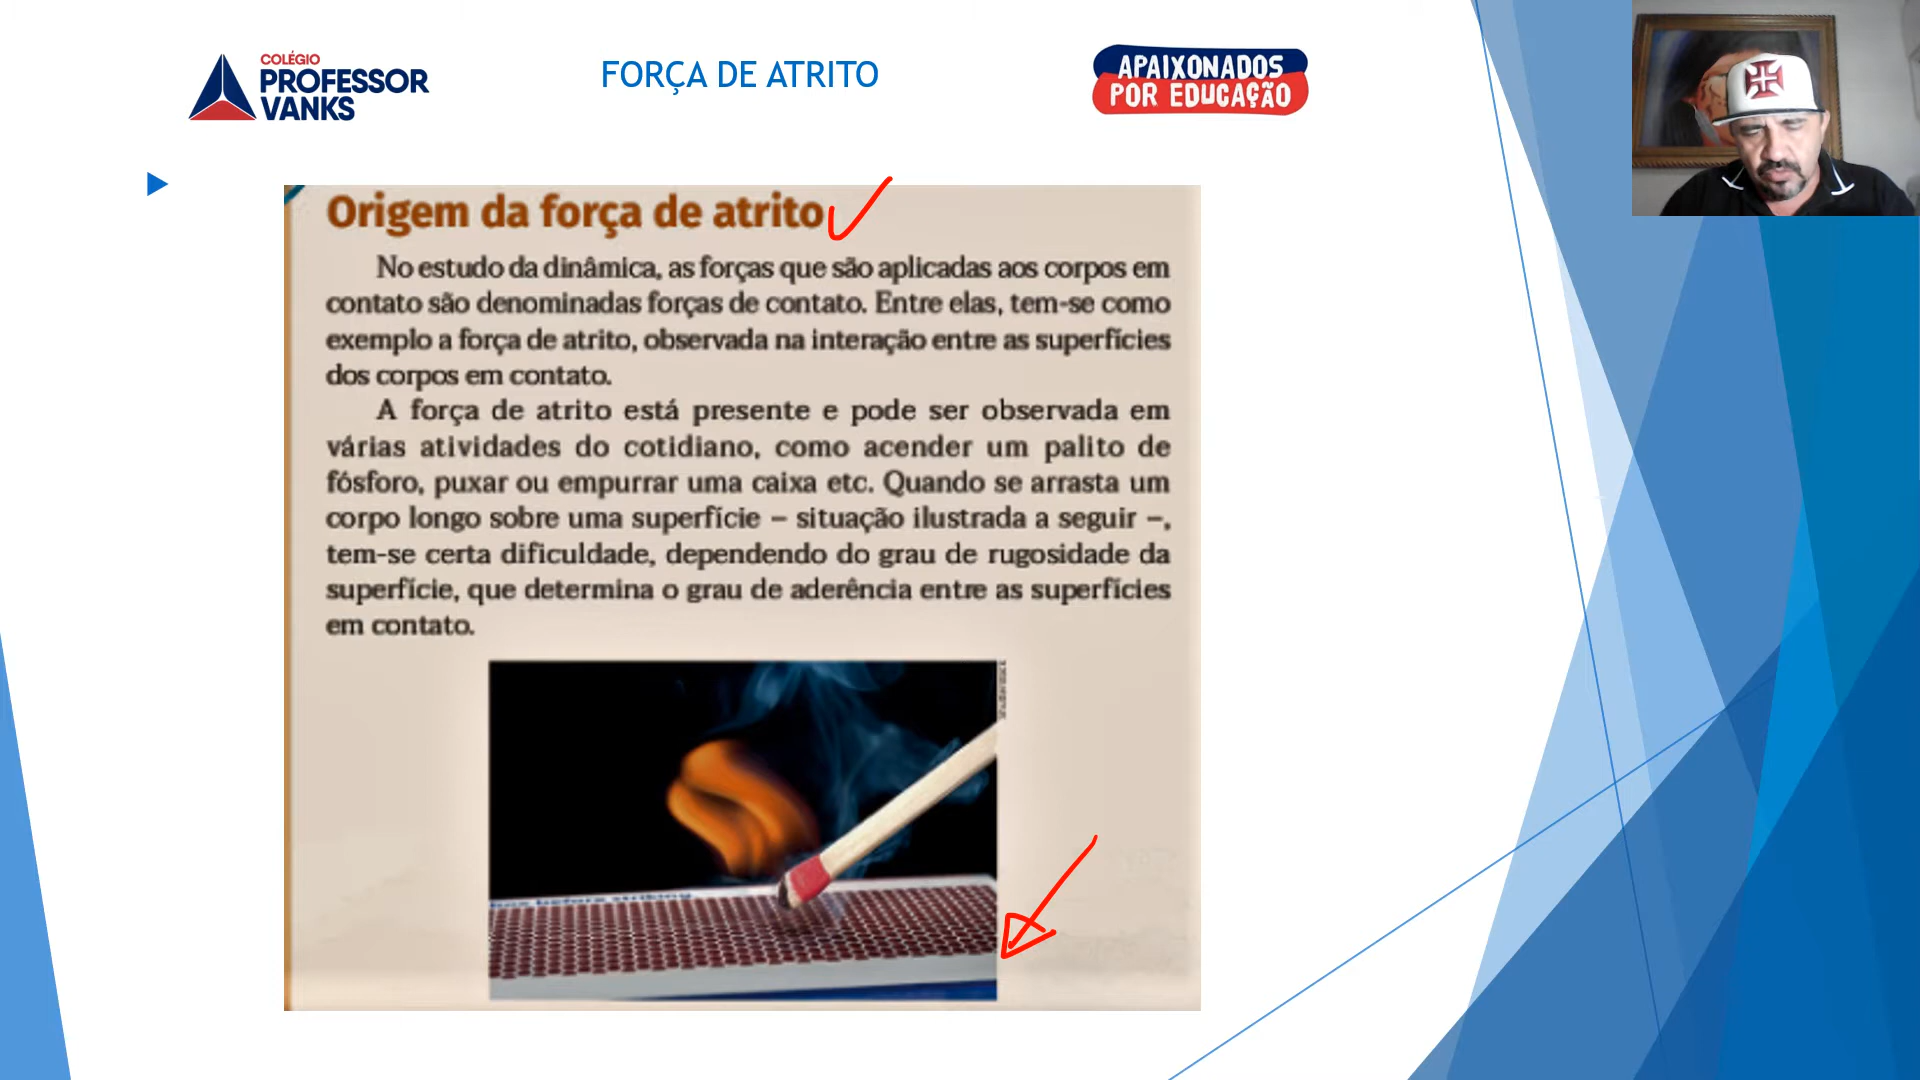 COLÉGIO
PROFESSOR
VANKS
FORÇA DE ATRITO
APAIXONADOS
POR EDUCAÇÃO
Origem da força de atrito
No estudo da dinâmica, as forças que são aplicadas aos corpos em
contato são denominadas forças de contato. Entre elas, tem-se como
exemplo a força de atrito, observada na interação entre as superfícies
dos corpos em contato.
A força de atrito está presente e pode ser observada em
várias atividades do cotidiano, como acender um palito de
fósforo, puxar ou empurrar uma caixa etc. Quando se arrasta um
corpo longo sobre uma superfície – situação ilustrada a seguir –,
tem-se certa dificuldade, dependendo do grau de rugosidade da
superfície, que determina o grau de aderência entre as superfícies
em contato.
before striking